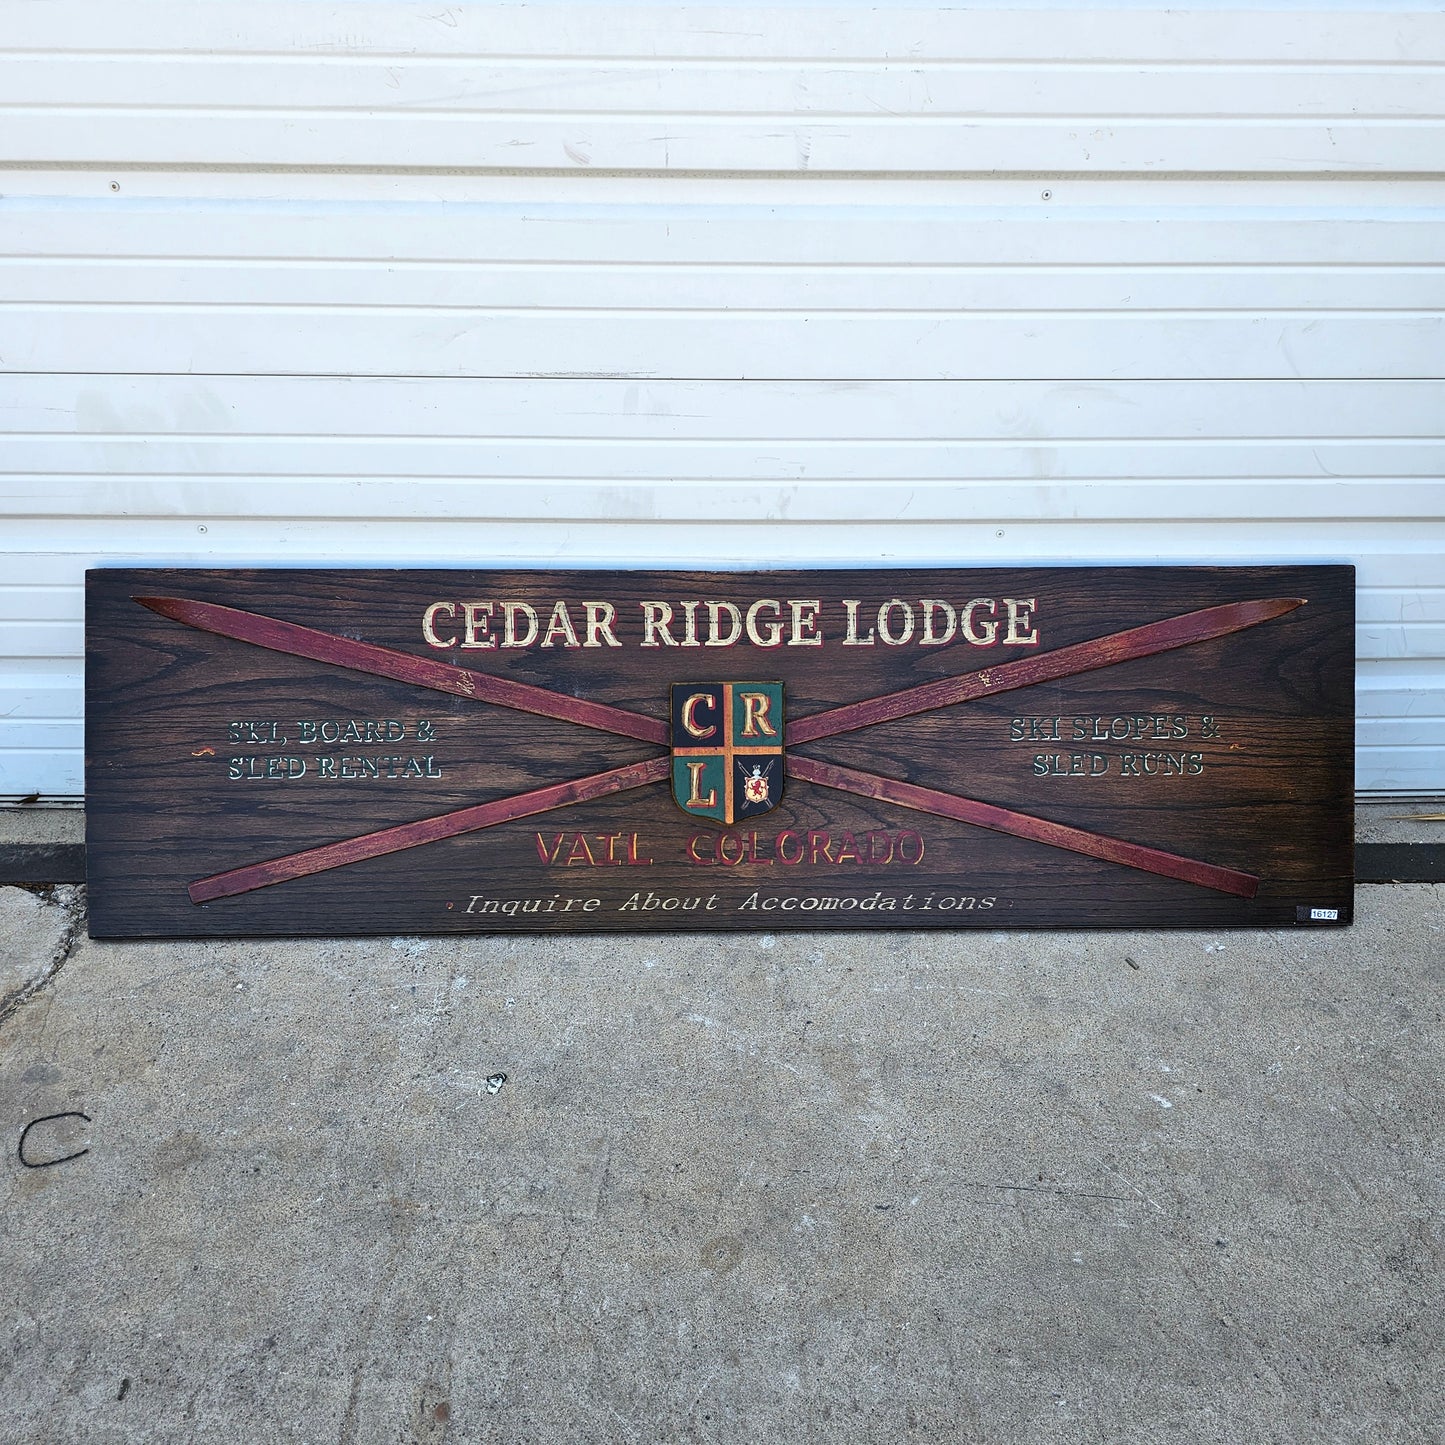 CEDAR RIDGE LODGE
SKI, BOARD &
SLED RENTAL
C R
L
SKI SLOPES &
SLED RUNS
VAIL COLORADO
Inquire About Accomodations
16127